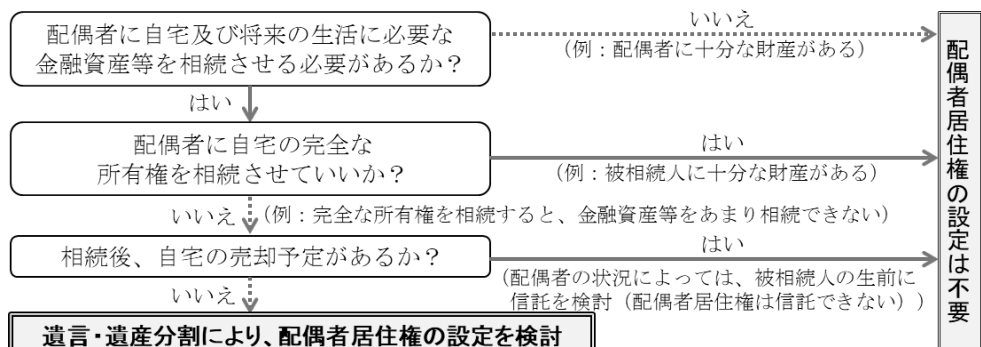 配偶者に自宅及び将来の生活に必要な
金融資産等を相続させる必要があるか？
いいえ
（例：配偶者に十分な財産がある）
はい
配偶者に自宅の完全な
所有権を相続させていいか？
はい
（例：被相続人に十分な財産がある）
いいえ
（例：完全な所有権を相続すると、金融資産等をあまり相続できない）
相続後、自宅の売却予定があるか？
はい
（配偶者の状況によっては、被相続人の生前に
信託を検討（配偶者居住権は信託できない））
いいえ
遺言・遺産分割により、配偶者居住権の設定を検討
配偶者居住権の設定は不要